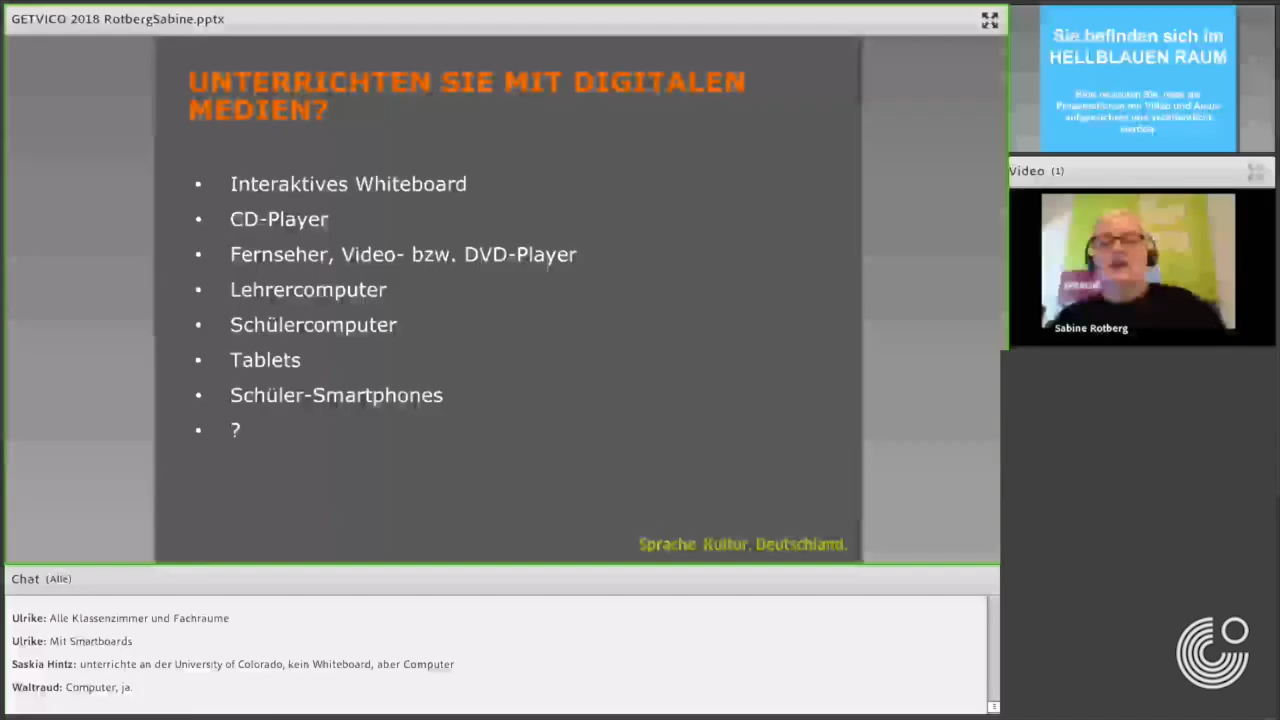 GETVICO 2018 RotbergSabine.pptx
UNTERRICHTEN SIE MIT DIGITALEN
MEDIEN?
• Interaktives Whiteboard
• CD-Player
• Fernseher, Video- bzw. DVD-Player
• Lehrercomputer
• Schülercomputer
• Tablets
• Schüler-Smartphones
• ?
Sprache. Kultur. Deutschland.
Sie befinden sich im
HELLBLAUEN RAUM
Video (1)
Sabine Rotberg
Chat (Alle)
Ulrike: Alle Klassenzimmer und Fachraume
Ulrike: Mit Smartboards
Saskia Hintz: unterrichte an der University of Colorado, kein Whiteboard, aber Computer
Waltraud: Computer, ja.